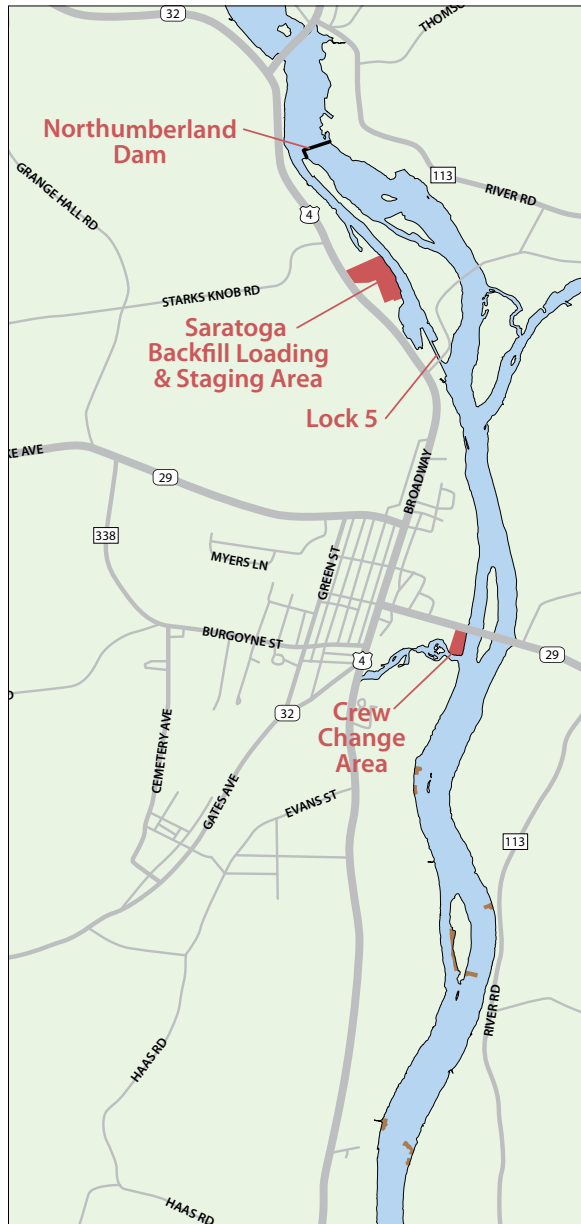 32
THOMSO
Northumberland
Dam
113
RIVER RD
GRANGE HALL RD
4
STARKS KNOB RD
Saratoga
Backfill Loading
& Staging Area
Lock 5
KE AVE
29
BROADWAY
338
MYERS LN
GREEN ST
BURGOYNE ST
4
29
D
32
Crew
Change
Area
CEMETERY AVE
GATES AVE
EVANS ST
113
RIVER RD
HAAS RD
HAAS RD